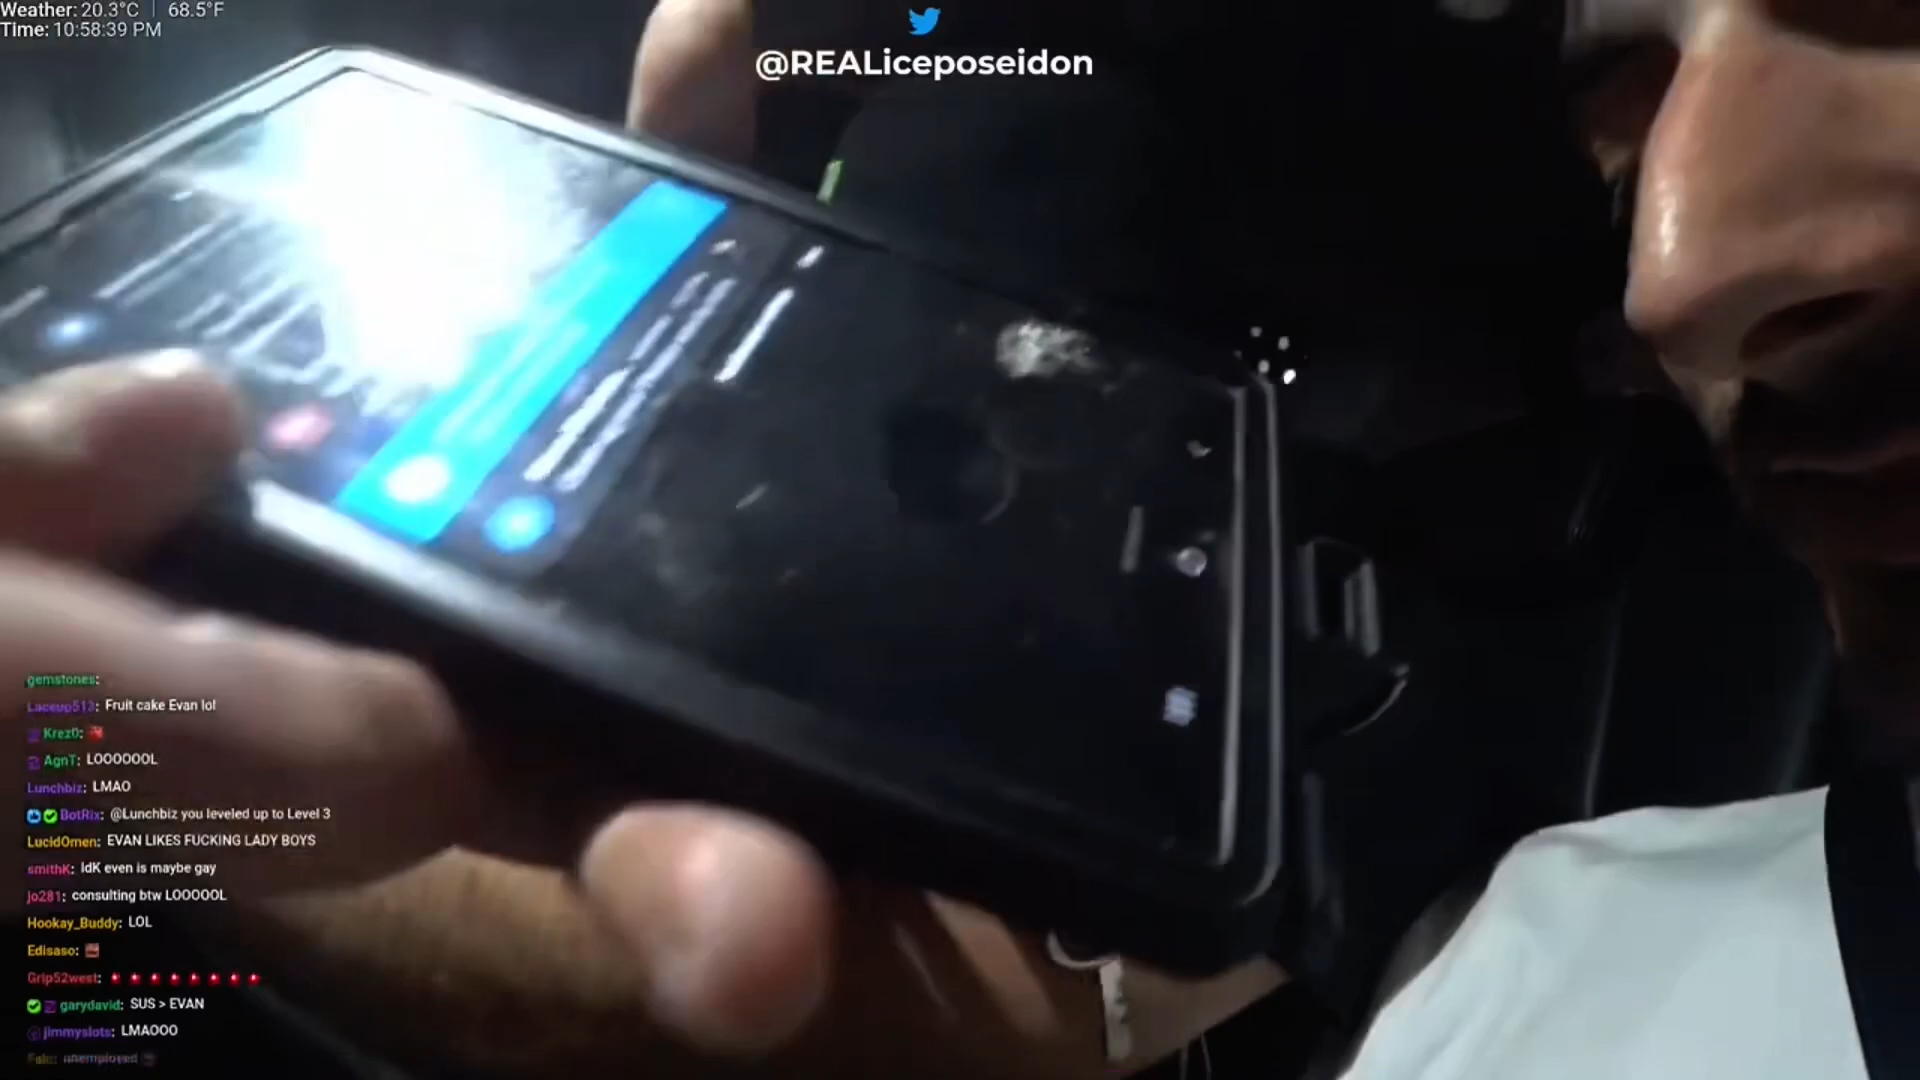 Weather: 20.3°C | 68.5°F
Time: 10:58:39 PM
@REALiceposeidon
gemstones:
Laceup513: Fruit cake Evan lol
Krez0:
AgnT: LOOOOOOL
Lunchbiz: LMAO
BotRix: @Lunchbiz you leveled up to Level 3
LucidOmen: EVAN LIKES FUCKING LADY BOYS
smithK: IdK even is maybe gay
jo281: consulting btw LOOOOOL
Hookay_Buddy: LOL
Edisaso:
Grip52west:
garydavid: SUS > EVAN
jimmyslots: LMAOOO
unemployed